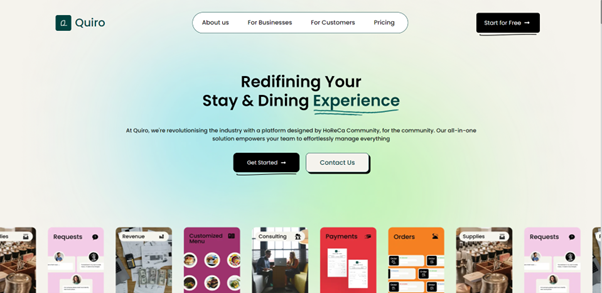 Quiro
About us For Businesses For Customers Pricing
Start for Free →
Redifining Your
Stay & Dining Experience
At Quiro, we're revolutionising the industry with a platform designed by HoReCa Community, for the community. Our all-in-one
solution empowers your team to effortlessly manage everything
Get Started →
Contact Us
lies
Requests
Revenue
Customized
Menu
Consulting
Payments
Orders
Supplies
Requests